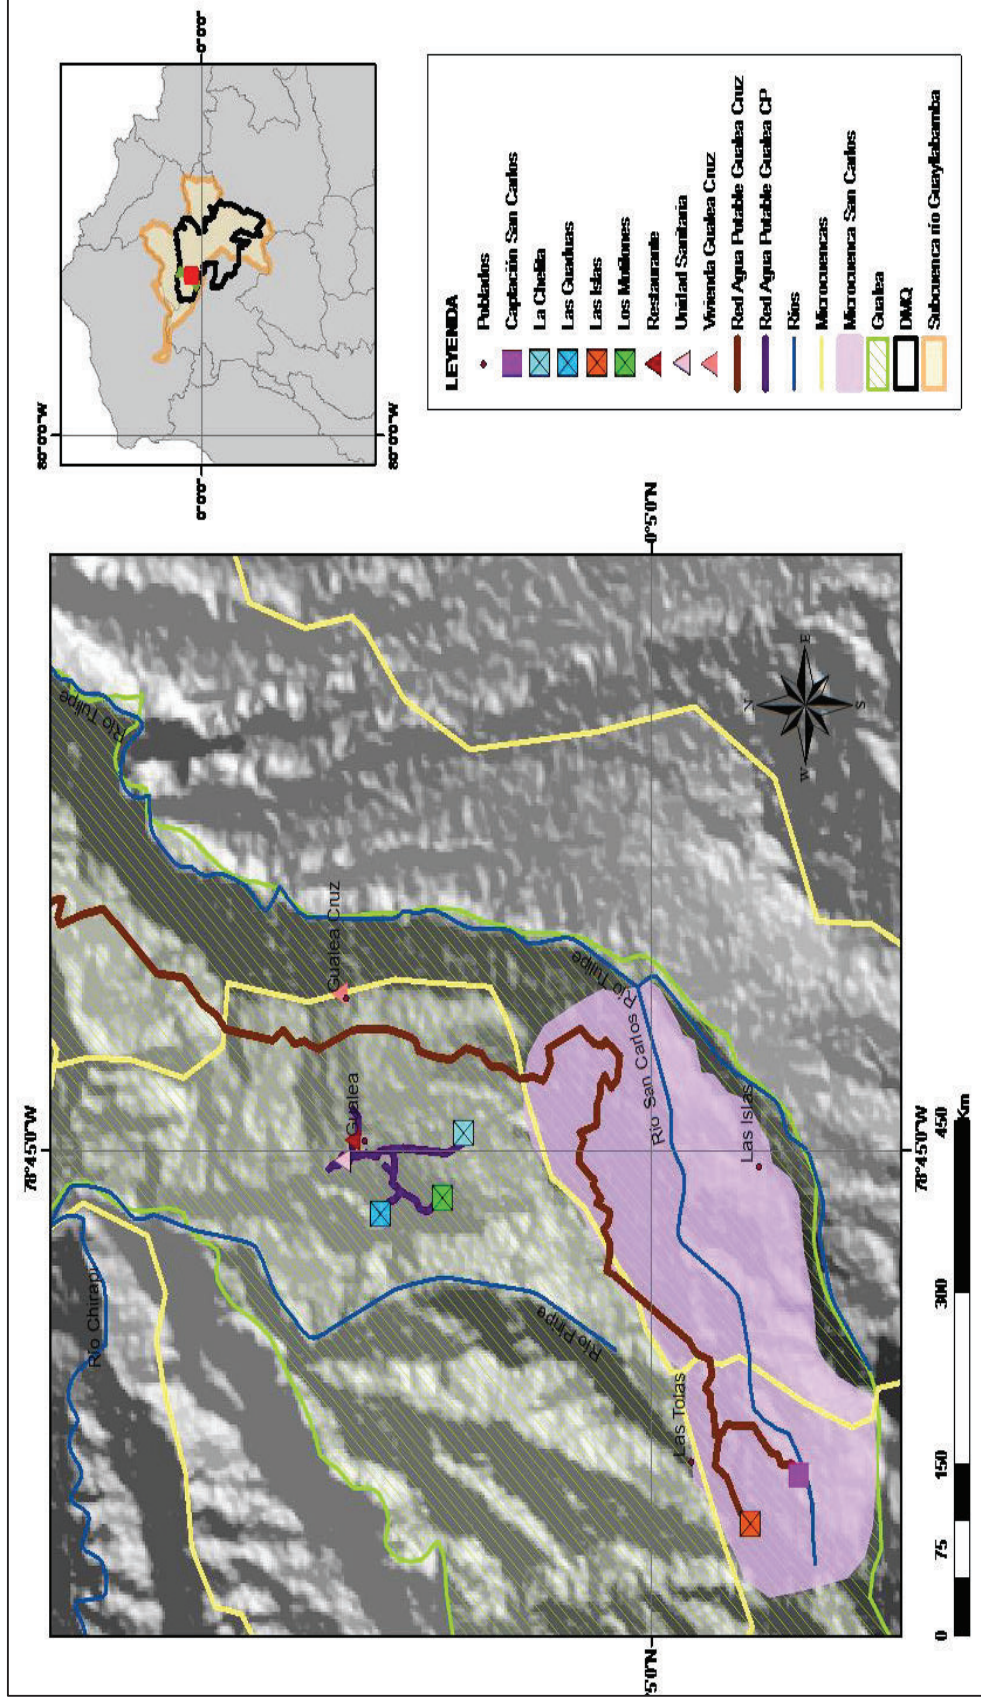 80°0'0"W
0°0'0"
0°0'0"
80°0'0"W
LEYENDA
Poblados
Captación San Carlos
La Chelita
Las Guaduas
Las Islas
Los Motilones
Restaurante
Unidad Sanitaria
Vivienda Gualea Cruz
Red Agua Potable Gualea Cruz
Red Agua Potable Gualea CP
Ríos
Microcuencas
Microcuenca San Carlos
Gualea
DMQ
Subcuenca río Guayllabamba
78°45'0"W
Río Chirapi
Río Tulipe
Gualea
Gualea Cruz
Río Piripe
Río Tulipe
Las Tolas
Río San Carlos
Las Islas
5'0"N
0°5'0"N
N
W
E
S
78°45'0"W
0 75 150 300 450
Km